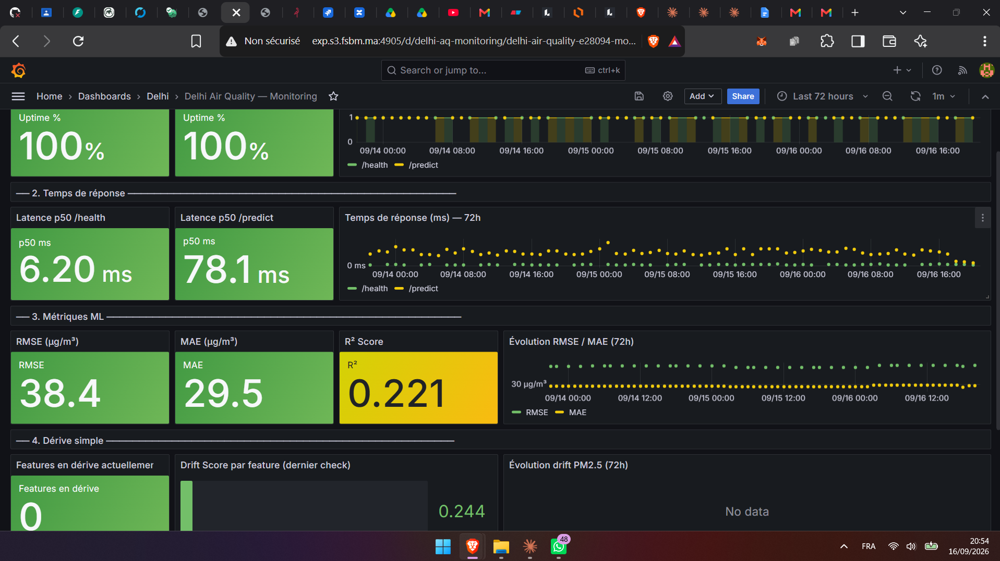 Non sécurisé exp.s3.fsbm.ma:4905/d/delhi-aq-monitoring/delhi-air-quality-e28094-mo...
Search or jump to... ctrl+k
Home › Dashboards › Delhi › Delhi Air Quality — Monitoring
Add
Share
Last 72 hours
1m
Uptime %
100%
Uptime %
100%
1
0
09/14 00:00 09/14 08:00 09/14 16:00 09/15 00:00 09/15 08:00 09/15 16:00 09/16 00:00 09/16 08:00 09/16 16:00
/health /predict
── 2. Temps de réponse ──────────────────────────────
Latence p50 /health
p50 ms
6.20 ms
Latence p50 /predict
p50 ms
78.1 ms
Temps de réponse (ms) — 72h
0 ms
09/14 00:00 09/14 08:00 09/14 16:00 09/15 00:00 09/15 08:00 09/15 16:00 09/16 00:00 09/16 08:00 09/16 16:00
/health /predict
── 3. Métriques ML ──────────────────────────────
RMSE (µg/m³)
RMSE
38.4
MAE (µg/m³)
MAE
29.5
R² Score
R²
0.221
Évolution RMSE / MAE (72h)
30 µg/m³
09/14 00:00 09/14 12:00 09/15 00:00 09/15 12:00 09/16 00:00 09/16 12:00
RMSE MAE
── 4. Dérive simple ──────────────────────────────
Features en dérive actuellemer
Features en dérive
0
Drift Score par feature (dernier check)
0.244
Évolution drift PM2.5 (72h)
No data
48
FRA
20:54
16/09/2026